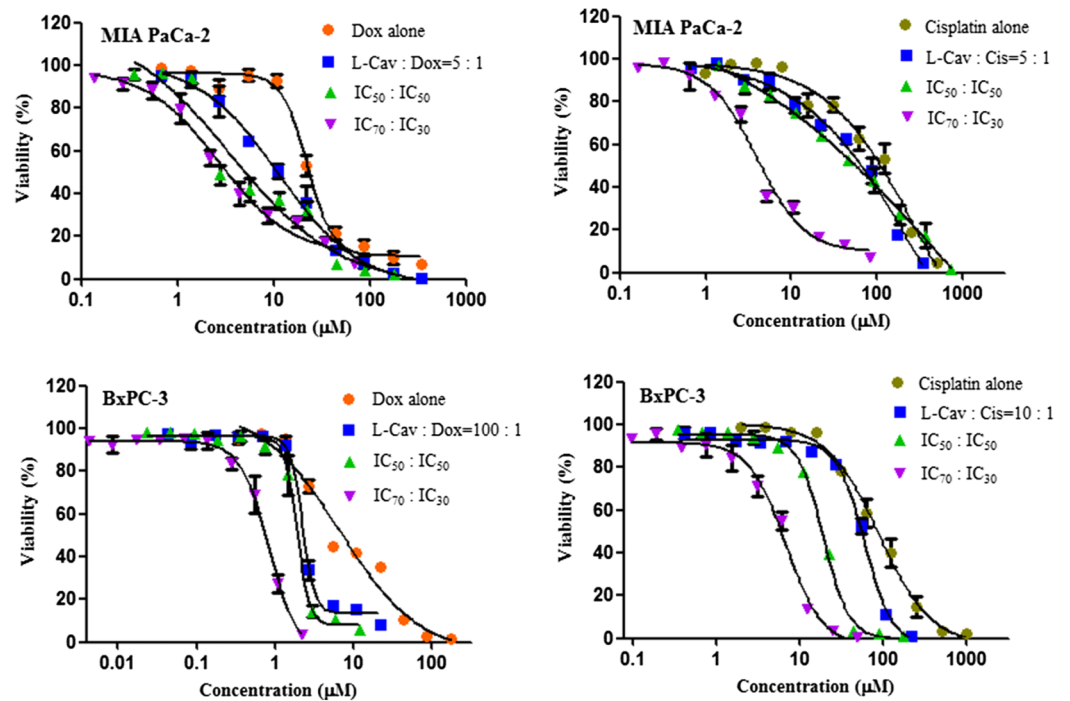 MIA PaCa-2
Dox alone
L-Cav : Dox=5 : 1
IC50 : IC50
IC70 : IC30
Viability (%)
120
100
80
60
40
20
0
0.1 1 10 100 1000
Concentration (μM)
MIA PaCa-2
Cisplatin alone
L-Cav : Cis=5 : 1
IC50 : IC50
IC70 : IC30
Viability (%)
120
100
80
60
40
20
0
0.1 1 10 100 1000
Concentration (μM)
BxPC-3
Dox alone
L-Cav : Dox=100 : 1
IC50 : IC50
IC70 : IC30
Viability (%)
120
100
80
60
40
20
0
0.01 0.1 1 10 100
Concentration (μM)
BxPC-3
Cisplatin alone
L-Cav : Cis=10 : 1
IC50 : IC50
IC70 : IC30
Viability (%)
120
100
80
60
40
20
0
0.1 1 10 100 1000
Concentration (μM)